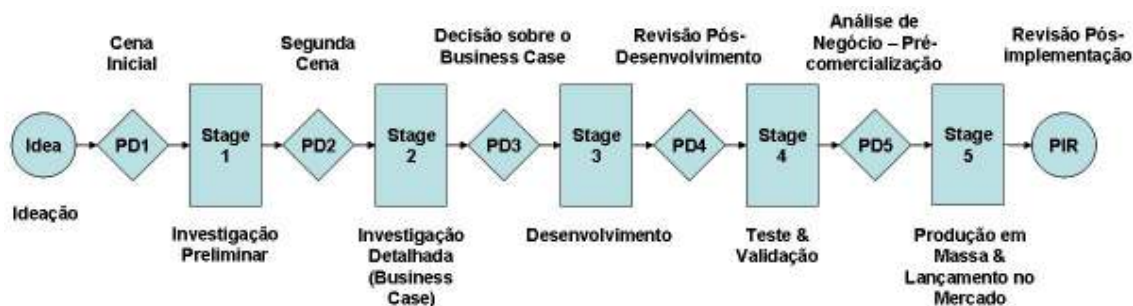 Cena
Inicial
Segunda
Cena
Decisão sobre o
Business Case
Revisão Pós-
Desenvolvimento
Análise de
Negócio – Pré-
comercialização
Revisão Pós-
implementação
Idea
PD1
Stage
1
PD2
Stage
2
PD3
Stage
3
PD4
Stage
4
PD5
Stage
5
PIR
Ideação
Investigação
Preliminar
Investigação
Detalhada
(Business
Case)
Desenvolvimento
Teste &
Validação
Produção em
Massa &
Lançamento no
Mercado